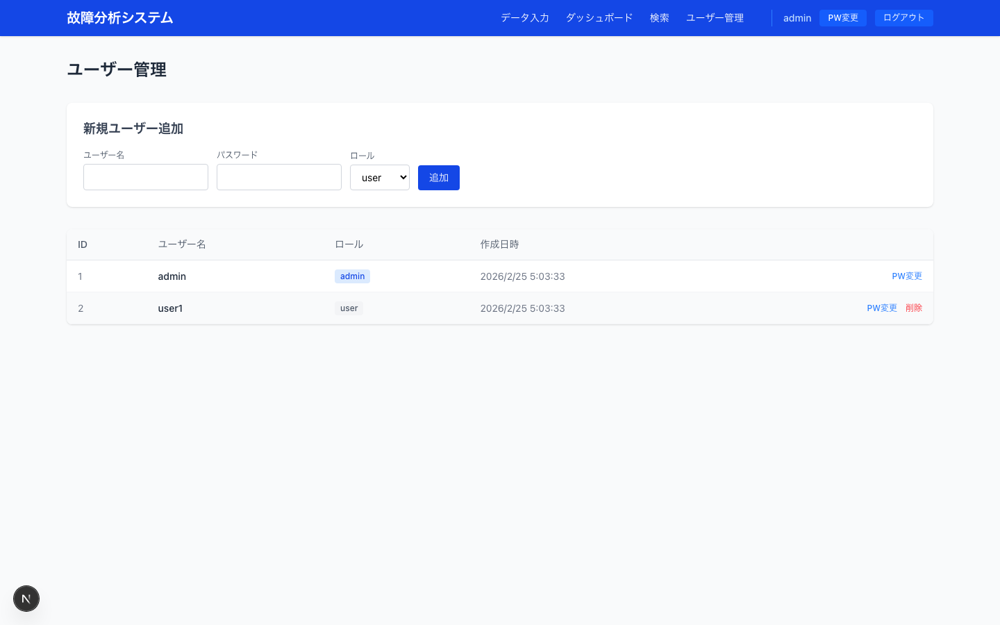 故障分析システム データ入力 ダッシュボード 検索 ユーザー管理 admin PW変更 ログアウト
ユーザー管理
新規ユーザー追加
ユーザー名 パスワード ロール
user 追加
ID ユーザー名 ロール 作成日時
1 admin admin 2026/2/25 5:03:33 PW変更
2 user1 user 2026/2/25 5:03:33 PW変更 削除
N